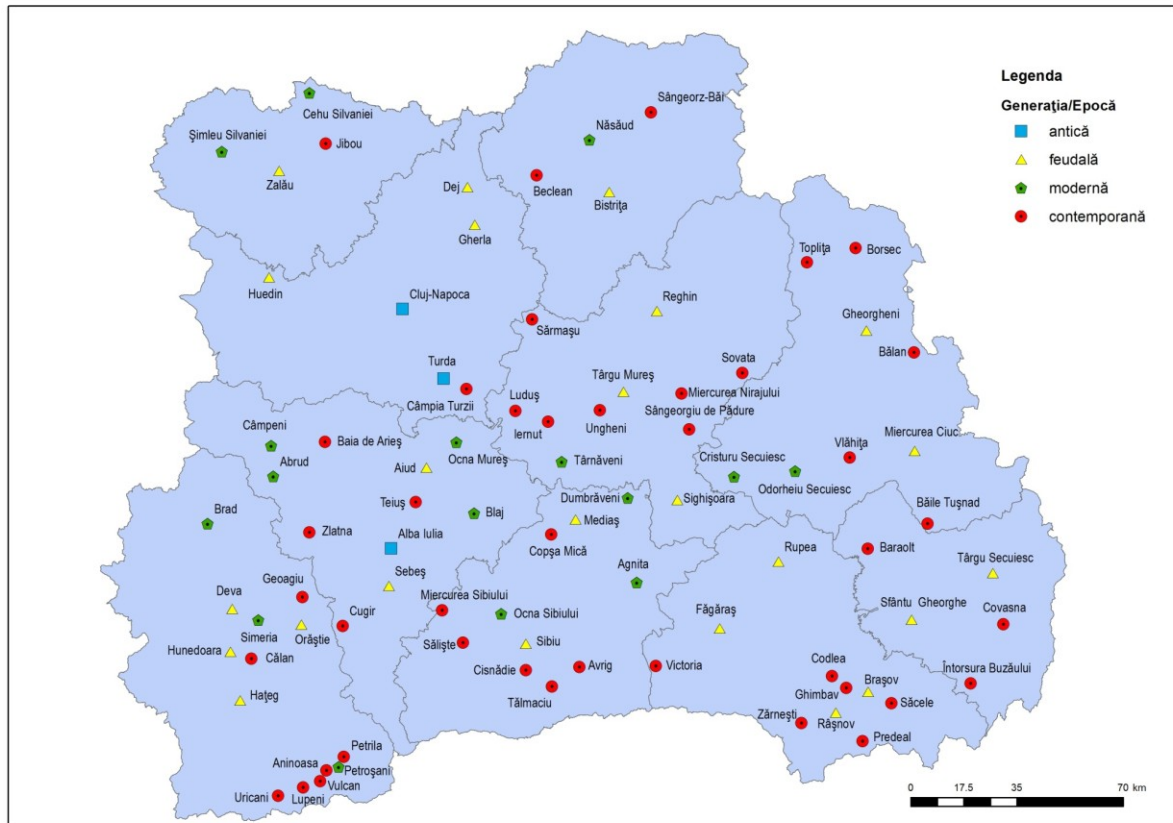 Legenda
Generaţia/Epocă
antică
feudală
modernă
contemporană
Cehu Silvaniei
Şimleu Silvaniei
Jibou
Zalău
Sângeorz-Băi
Năsăud
Beclean
Bistriţa
Dej
Gherla
Huedin
Cluj-Napoca
Turda
Câmpia Turzii
Topliţa
Borsec
Gheorgheni
Bălan
Reghin
Sărmaşu
Sovata
Târgu Mureş
Miercurea Nirajului
Luduş
Iernut
Ungheni
Sângeorgiu de Pădure
Târnăveni
Cristuru Secuiesc
Odorheiu Secuiesc
Vlăhiţa
Miercurea Ciuc
Câmpeni
Baia de Arieş
Abrud
Ocna Mureş
Aiud
Teiuş
Blaj
Brad
Zlatna
Alba Iulia
Dumbrăveni
Mediaş
Copşa Mică
Sighişoara
Agnita
Băile Tuşnad
Baraolt
Rupea
Târgu Secuiesc
Sfântu Gheorghe
Covasna
Geoagiu
Deva
Simeria
Orăştie
Sebeş
Cugir
Miercurea Sibiului
Ocna Sibiului
Sălişte
Sibiu
Cisnădie
Avrig
Tălmaciu
Făgăraş
Victoria
Hunedoara
Călan
Haţeg
Codlea
Braşov
Ghimbav
Săcele
Zărneşti
Râşnov
Predeal
Întorsura Buzăului
Petrila
Aninoasa
Petroşani
Vulcan
Lupeni
Uricani
0 17.5 35 70 km